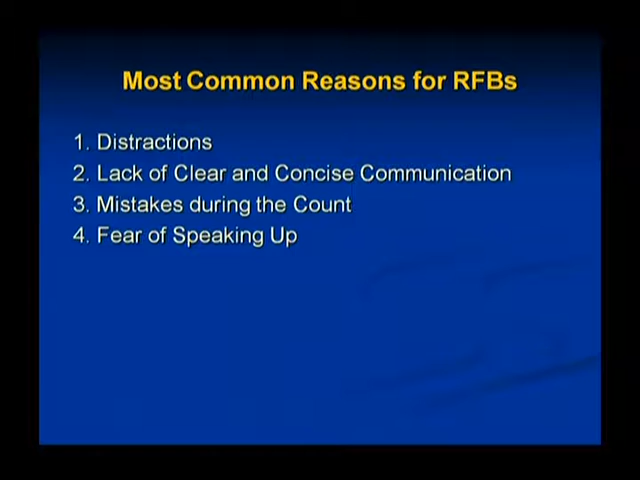 Most Common Reasons for RFBs
1. Distractions
2. Lack of Clear and Concise Communication
3. Mistakes during the Count
4. Fear of Speaking Up